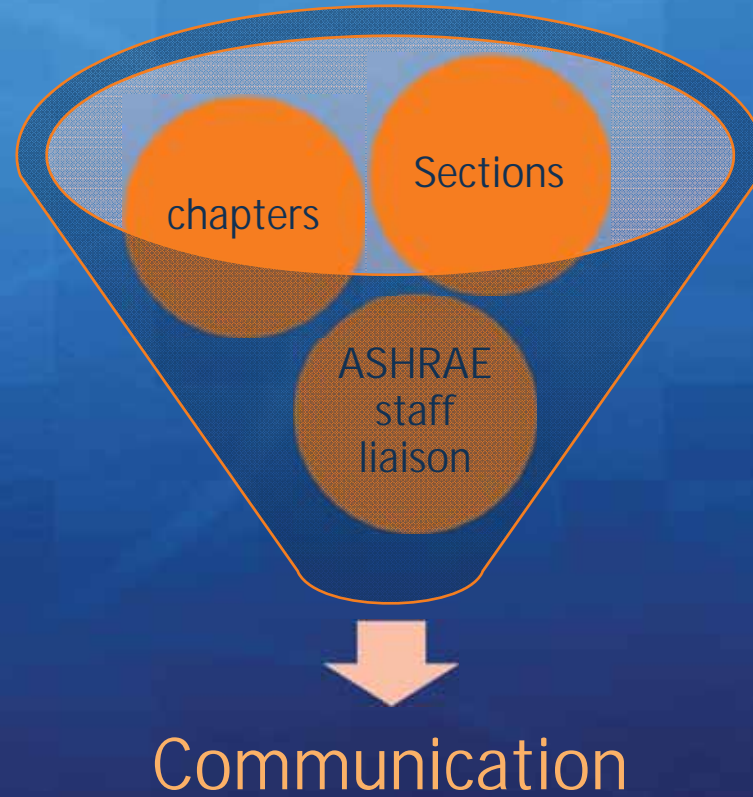 chapters
Sections
ASHRAE
staff
liaison
Communication